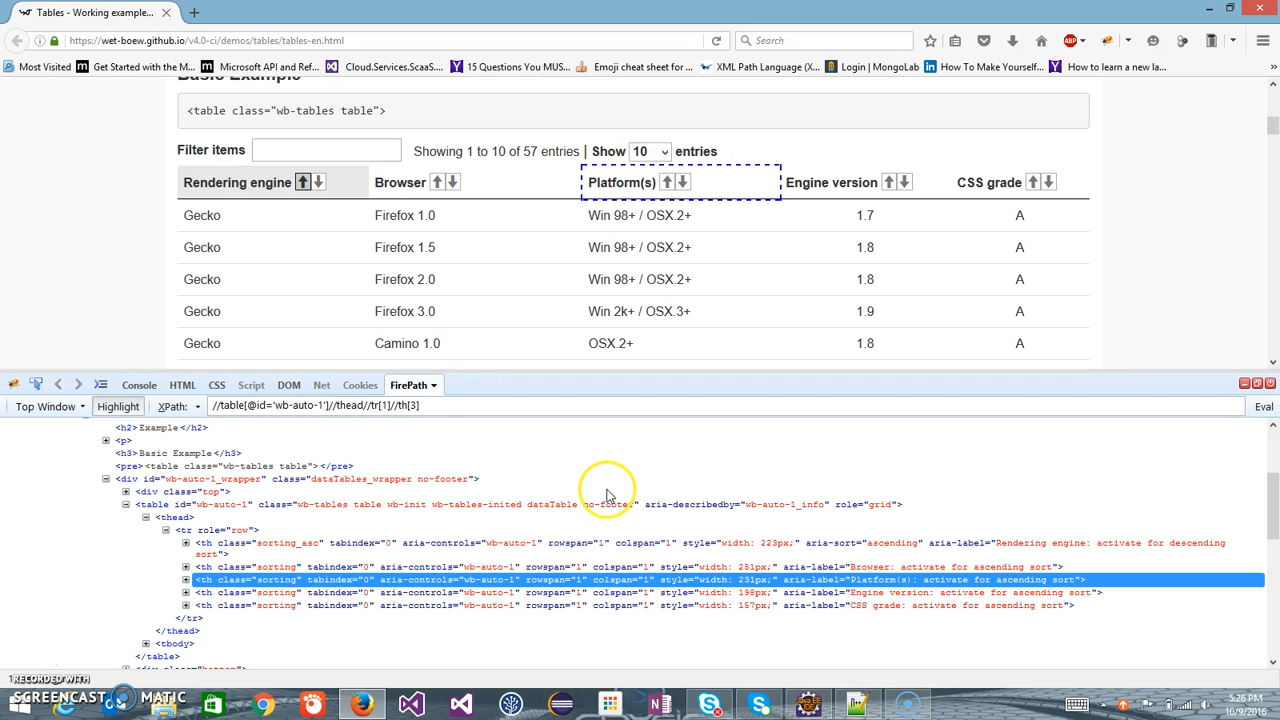 Tables - Working example...
https://wet-boew.github.io/v4.0-ci/demos/tables/tables-en.html
Search
ABP
Most Visited Get Started with the M... Microsoft API and Ref... Cloud.Services.ScaaS... 15 Questions You MUS... Emoji cheat sheet for ... XML Path Language (X... Login | MongoLab How to Make Yourself... How to learn a new la...
Basic Example
<table class="wb-tables table">
Filter items Showing 1 to 10 of 57 entries | Show 10 entries
Rendering engine Browser Platform(s) Engine version CSS grade
Gecko Firefox 1.0 Win 98+ / OSX.2+ 1.7 A
Gecko Firefox 1.5 Win 98+ / OSX.2+ 1.8 A
Gecko Firefox 2.0 Win 98+ / OSX.2+ 1.8 A
Gecko Firefox 3.0 Win 2k+ / OSX.3+ 1.9 A
Gecko Camino 1.0 OSX.2+ 1.8 A
Console HTML CSS Script DOM Net Cookies FirePath
Top Window Highlight XPath: //table[@id='wb-auto-1']//thead//tr[1]//th[3] Eval
<h2>Example</h2>
<p>
<h3>Basic Example</h3>
<pre><table class="wb-tables table"></pre>
<div id="wb-auto-1_wrapper" class="dataTables_wrapper no-footer">
<div class="top">
<table id="wb-auto-1" class="wb-tables table wb-init wb-tables-inited dataTable no-footer" aria-describedby="wb-auto-1_info" role="grid">
<thead>
<tr role="row">
<th class="sorting_asc" tabindex="0" aria-controls="wb-auto-1" rowspan="1" colspan="1" style="width: 223px;" aria-sort="ascending" aria-label="Rendering engine: activate for descending
sort">
<th class="sorting" tabindex="0" aria-controls="wb-auto-1" rowspan="1" colspan="1" style="width: 251px;" aria-label="Browser: activate for ascending sort">
<th class="sorting" tabindex="0" aria-controls="wb-auto-1" rowspan="1" colspan="1" style="width: 231px;" aria-label="Platform(s): activate for ascending sort">
<th class="sorting" tabindex="0" aria-controls="wb-auto-1" rowspan="1" colspan="1" style="width: 198px;" aria-label="Engine version: activate for ascending sort">
<th class="sorting" tabindex="0" aria-controls="wb-auto-1" rowspan="1" colspan="1" style="width: 157px;" aria-label="CSS grade: activate for ascending sort">
</tr>
</thead>
<tbody>
</table>
<div class="bottom">
RECORDED WITH
SCREENCAST MATIC
5:26 PM
10/9/2016